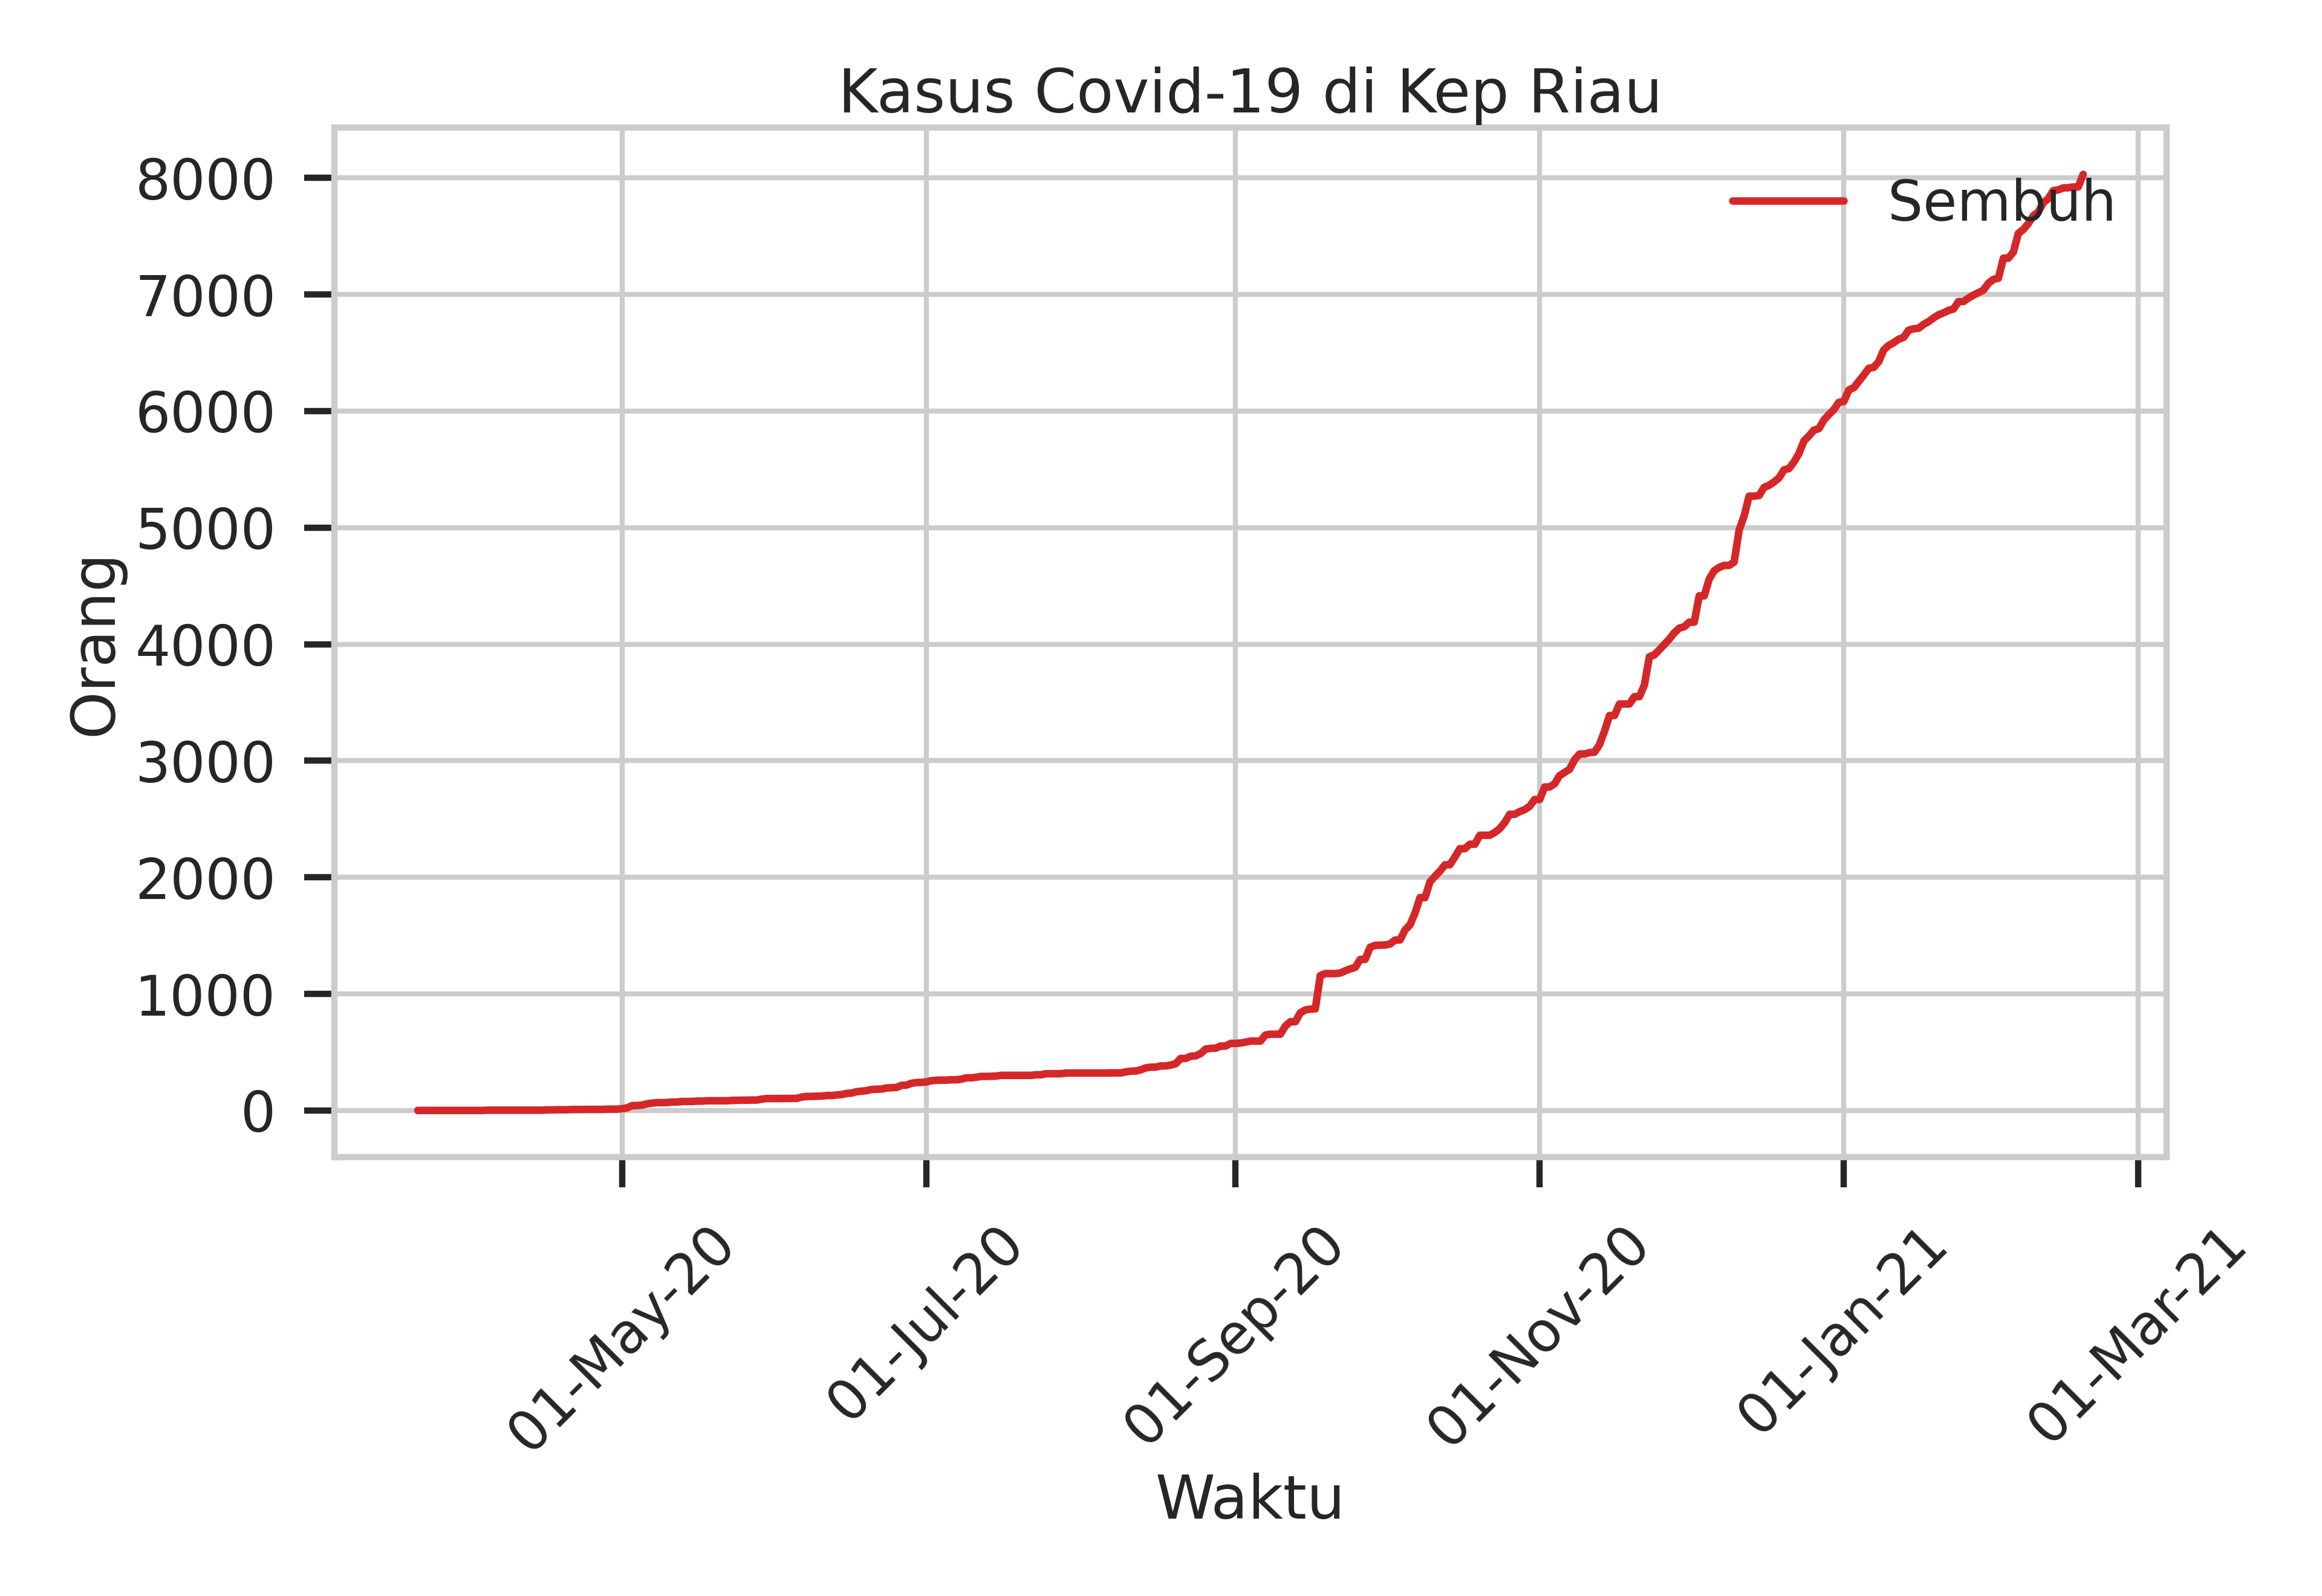 Kasus Covid-19 di Kep Riau
Sembuh
8000
7000
6000
5000
4000
3000
2000
1000
0
Orang
01-May-20
01-Jul-20
01-Sep-20
01-Nov-20
01-Jan-21
01-Mar-21
Waktu